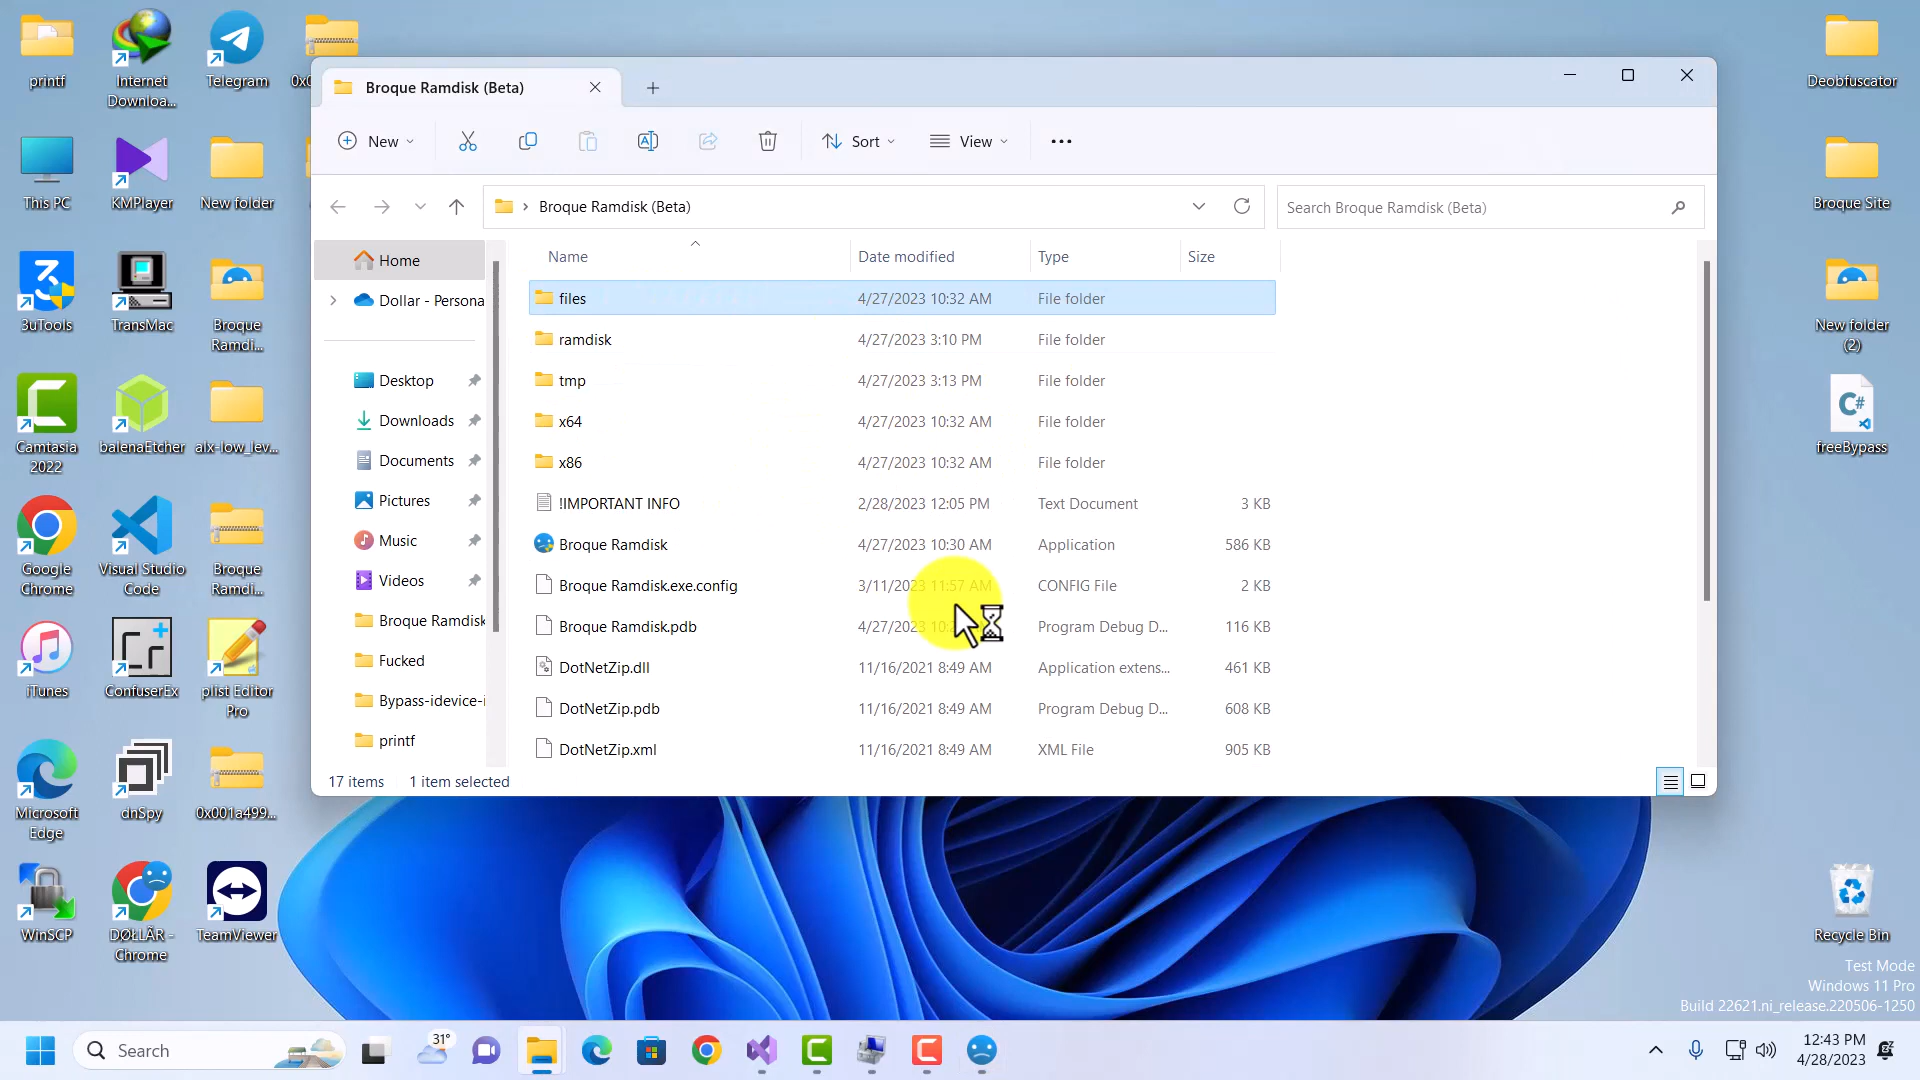 printf
Internet
Downloa...
Telegram
This PC
KMPlayer
New folder
3uTools
TransMac
Broque
Ramdi...
Camtasia
2022
balenaEtcher
alx-low_lev...
Google
Chrome
Visual Studio
Code
Broque
Ramdi...
iTunes
ConfuserEx
plist Editor
Pro
Microsoft
Edge
dnSpy
0x001a499...
WinSCP
DØŁLÃR -
Chrome
TeamViewer
Broque Ramdisk (Beta)
New
Sort
View
Broque Ramdisk (Beta)
Search Broque Ramdisk (Beta)
Home
Dollar - Persona
Desktop
Downloads
Documents
Pictures
Music
Videos
Broque Ramdisk
Fucked
Bypass-idevice-i
printf
Name Date modified Type Size
files 4/27/2023 10:32 AM File folder
ramdisk 4/27/2023 3:10 PM File folder
tmp 4/27/2023 3:13 PM File folder
x64 4/27/2023 10:32 AM File folder
x86 4/27/2023 10:32 AM File folder
!IMPORTANT INFO 2/28/2023 12:05 PM Text Document 3 KB
Broque Ramdisk 4/27/2023 10:30 AM Application 586 KB
Broque Ramdisk.exe.config 3/11/2023 11:57 AM CONFIG File 2 KB
Broque Ramdisk.pdb 4/27/2023 Program Debug D... 116 KB
DotNetZip.dll 11/16/2021 8:49 AM Application extens... 461 KB
DotNetZip.pdb 11/16/2021 8:49 AM Program Debug D... 608 KB
DotNetZip.xml 11/16/2021 8:49 AM XML File 905 KB
17 items 1 item selected
Deobfuscator
Broque Site
New folder
(2)
C#
freeBypass
Recycle Bin
Test Mode
Windows 11 Pro
Build 22621.ni_release.220506-1250
Search
31°
12:43 PM
4/28/2023